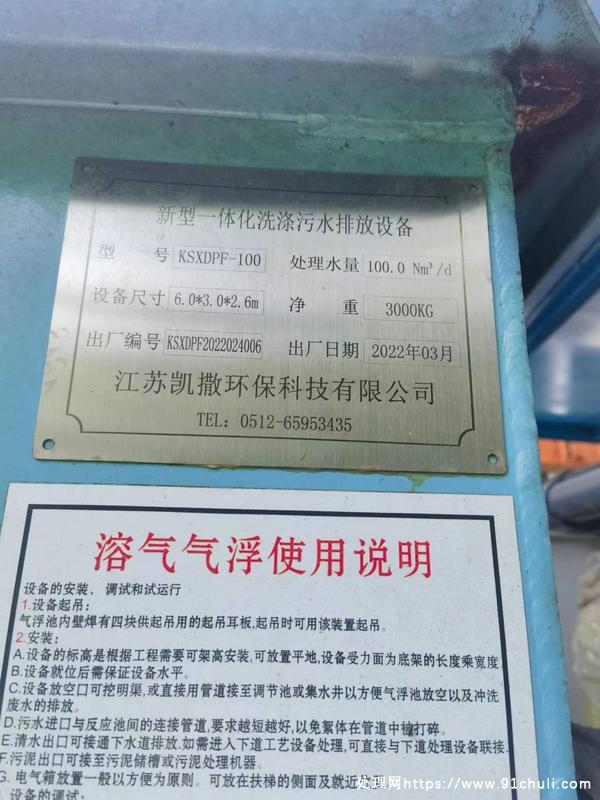 新型一体化洗涤污水排放设备
型 号 KSXDPF-100 处理水量 100.0 Nm³/d
设备尺寸 6.0*3.0*2.6m 净 重 3000KG
出厂编号 KSXDPF2022024006 出厂日期 2022年03月
江苏凯撒环保科技有限公司
TEL: 0512-65953435
溶气气浮使用说明
设备的安装、调试和试运行
1.设备起吊:
气浮池内壁焊有四块供起吊用的起吊耳板,起吊时可用该装置起吊。
2.安装:
A.设备的标高是根据工程需要可架高安装,可放置平地,设备受力面为底架的长度乘宽度
B.设备就位后需保证设备水平。
C.设备放空口可挖明渠,或直接用管道接至调节池或集水井以方便气浮池放空以及冲洗
废水的排放。
D.污水进口与反应池间的连接管道,要求越短越好,以免絮体在管道中被打碎。
E.清水出口可接通下水道排放,如需进入下道工艺设备处理,可直接与下道处理设备联接.
F.污泥出口可接至污泥储槽或污泥处理机器。
G.电气箱放置一般以方便为原则。可放在扶梯的侧面及就近
设备的调试:
处理网https://www.91chuli.com